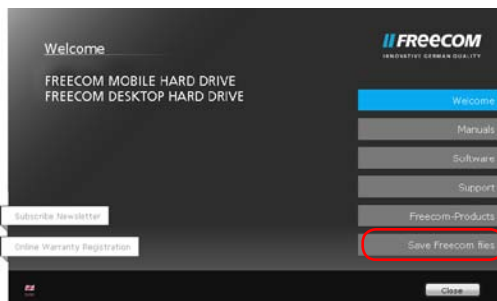 Welcome
FREECOM
INNOVATIVE GERMAN QUALITY
FREECOM MOBILE HARD DRIVE
FREECOM DESKTOP HARD DRIVE
Welcome
Manuals
Software
Support
Subscribe Newsletter
Freecom-Products
Online Warranty Registration
Save Freecom files
Close